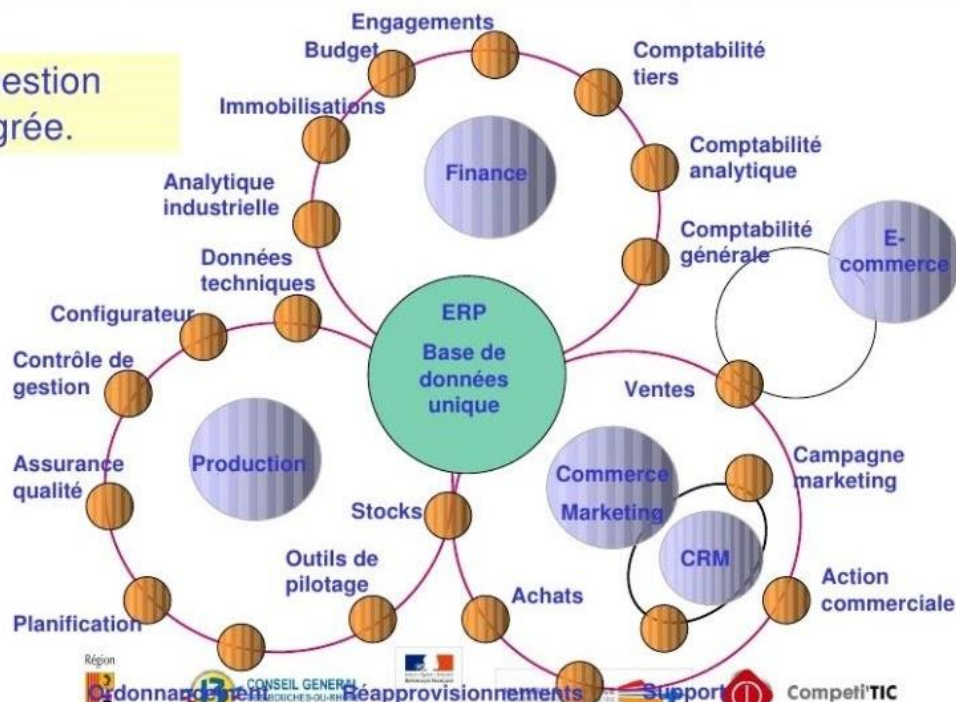 estion
grée.
Engagements
Budget
Comptabilité
tiers
Immobilisations
Comptabilité
analytique
Finance
Analytique
industrielle
Comptabilité
générale
E-
commerce
Données
techniques
ERP
Base de
données
unique
Configurateur
Contrôle de
gestion
Ventes
Assurance
qualité
Production
Commerce
Marketing
Campagne
marketing
Stocks
CRM
Outils de
pilotage
Achats
Action
commerciale
Planification
Région
Ordonnancement
CONSEIL GENERAL
Réapprovisionnements
Support
Competi'TIC